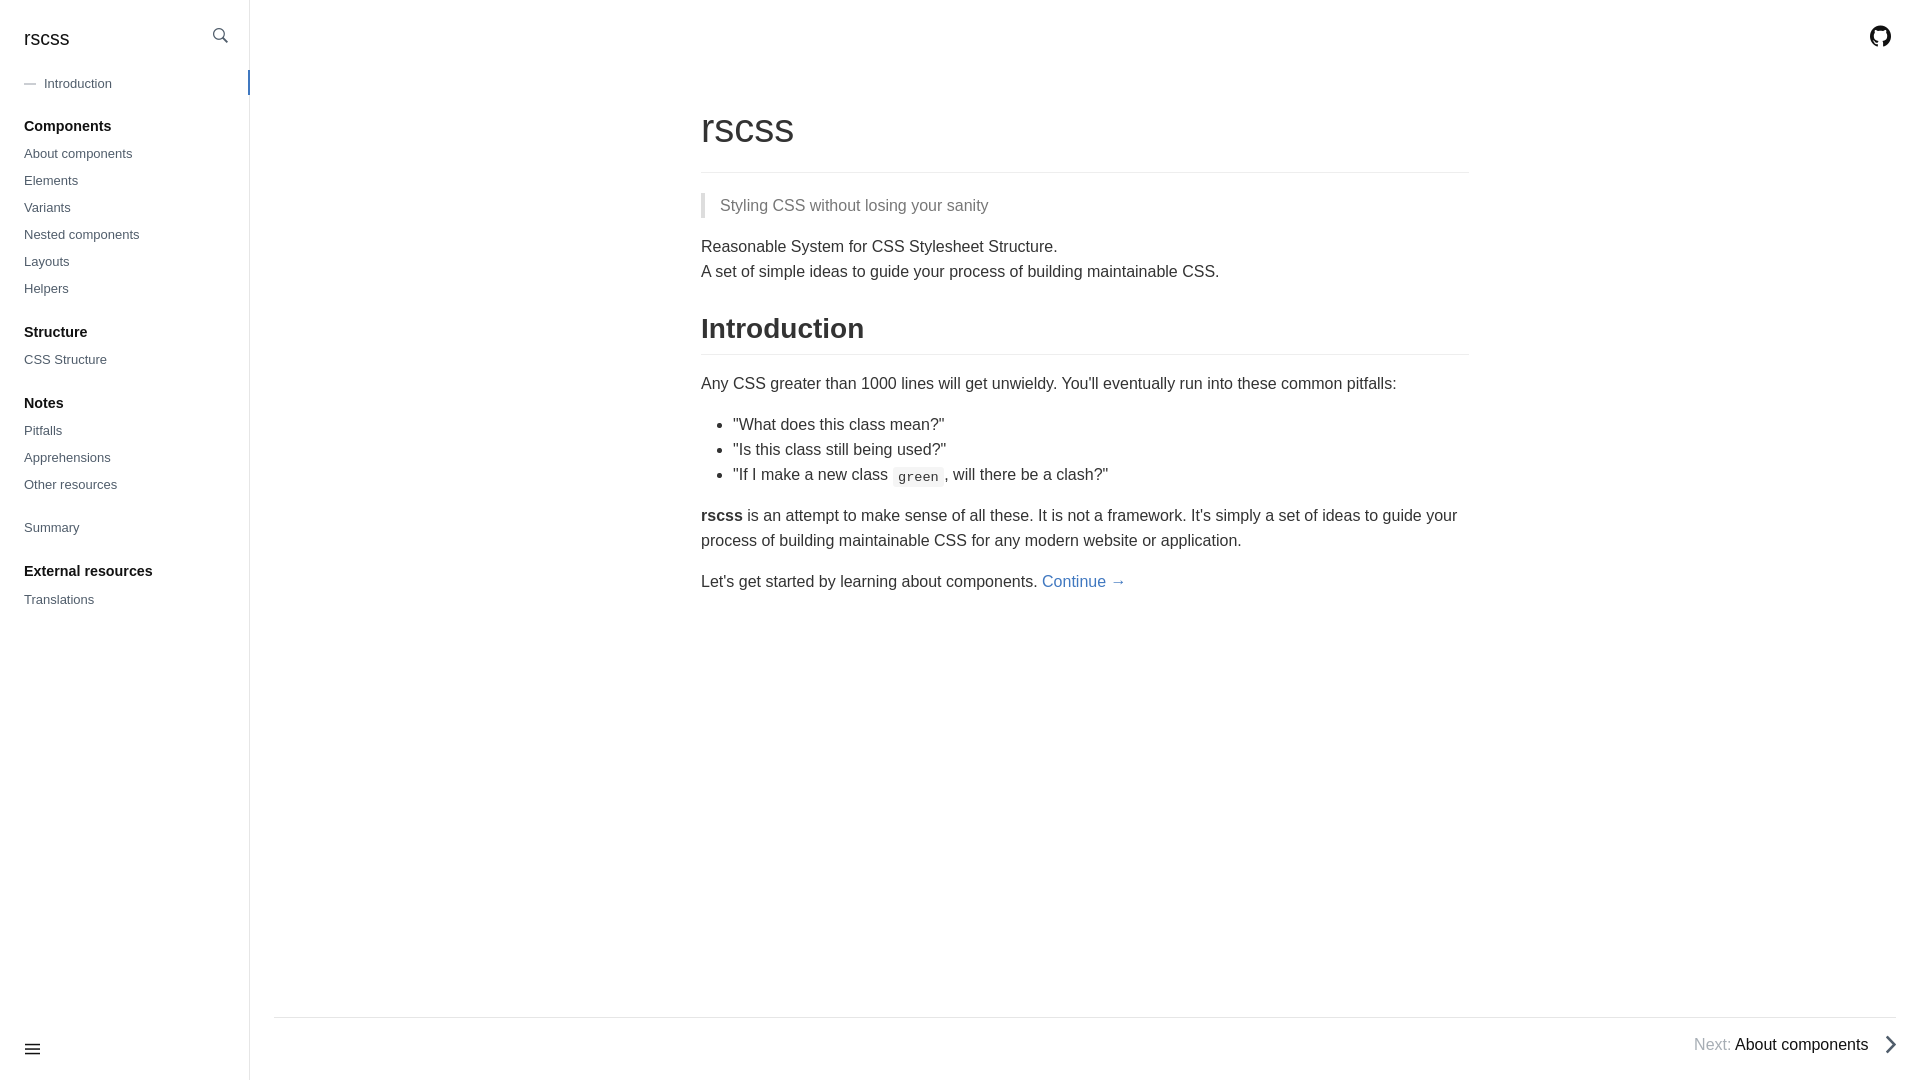 rscss
Introduction
Components
About components
Elements
Variants
Nested components
Layouts
Helpers
Structure
CSS Structure
Notes
Pitfalls
Apprehensions
Other resources
Summary
External resources
Translations
rscss
Styling CSS without losing your sanity
Reasonable System for CSS Stylesheet Structure.
A set of simple ideas to guide your process of building maintainable CSS.
Introduction
Any CSS greater than 1000 lines will get unwieldy. You'll eventually run into these common pitfalls:
• "What does this class mean?"
• "Is this class still being used?"
• "If I make a new class green, will there be a clash?"
rscss is an attempt to make sense of all these. It is not a framework. It's simply a set of ideas to guide your
process of building maintainable CSS for any modern website or application.
Let's get started by learning about components. Continue →
Next: About components